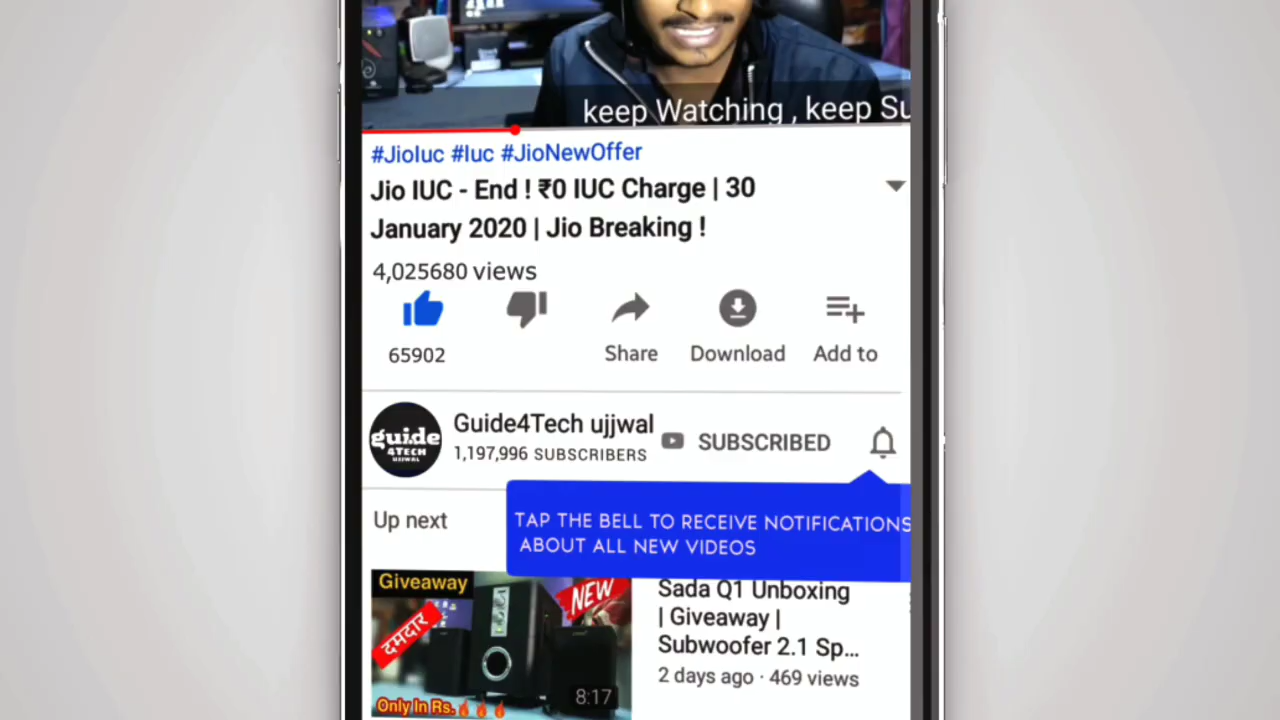 keep Watching , keep Su
#JioIuc #Iuc #JioNewOffer
Jio IUC - End ! ₹0 IUC Charge | 30
January 2020 | Jio Breaking !
4,025680 views
65902
Share
Download
Add to
guide
4TECH
UJJWAL
Guide4Tech ujjwal
1,197,996 SUBSCRIBERS
SUBSCRIBED
TAP THE BELL TO RECEIVE NOTIFICATIONS
ABOUT ALL NEW VIDEOS
Up next
Giveaway
NEW
दमदार
Only In Rs.
8:17
Sada Q1 Unboxing
| Giveaway |
Subwoofer 2.1 Sp...
2 days ago · 469 views